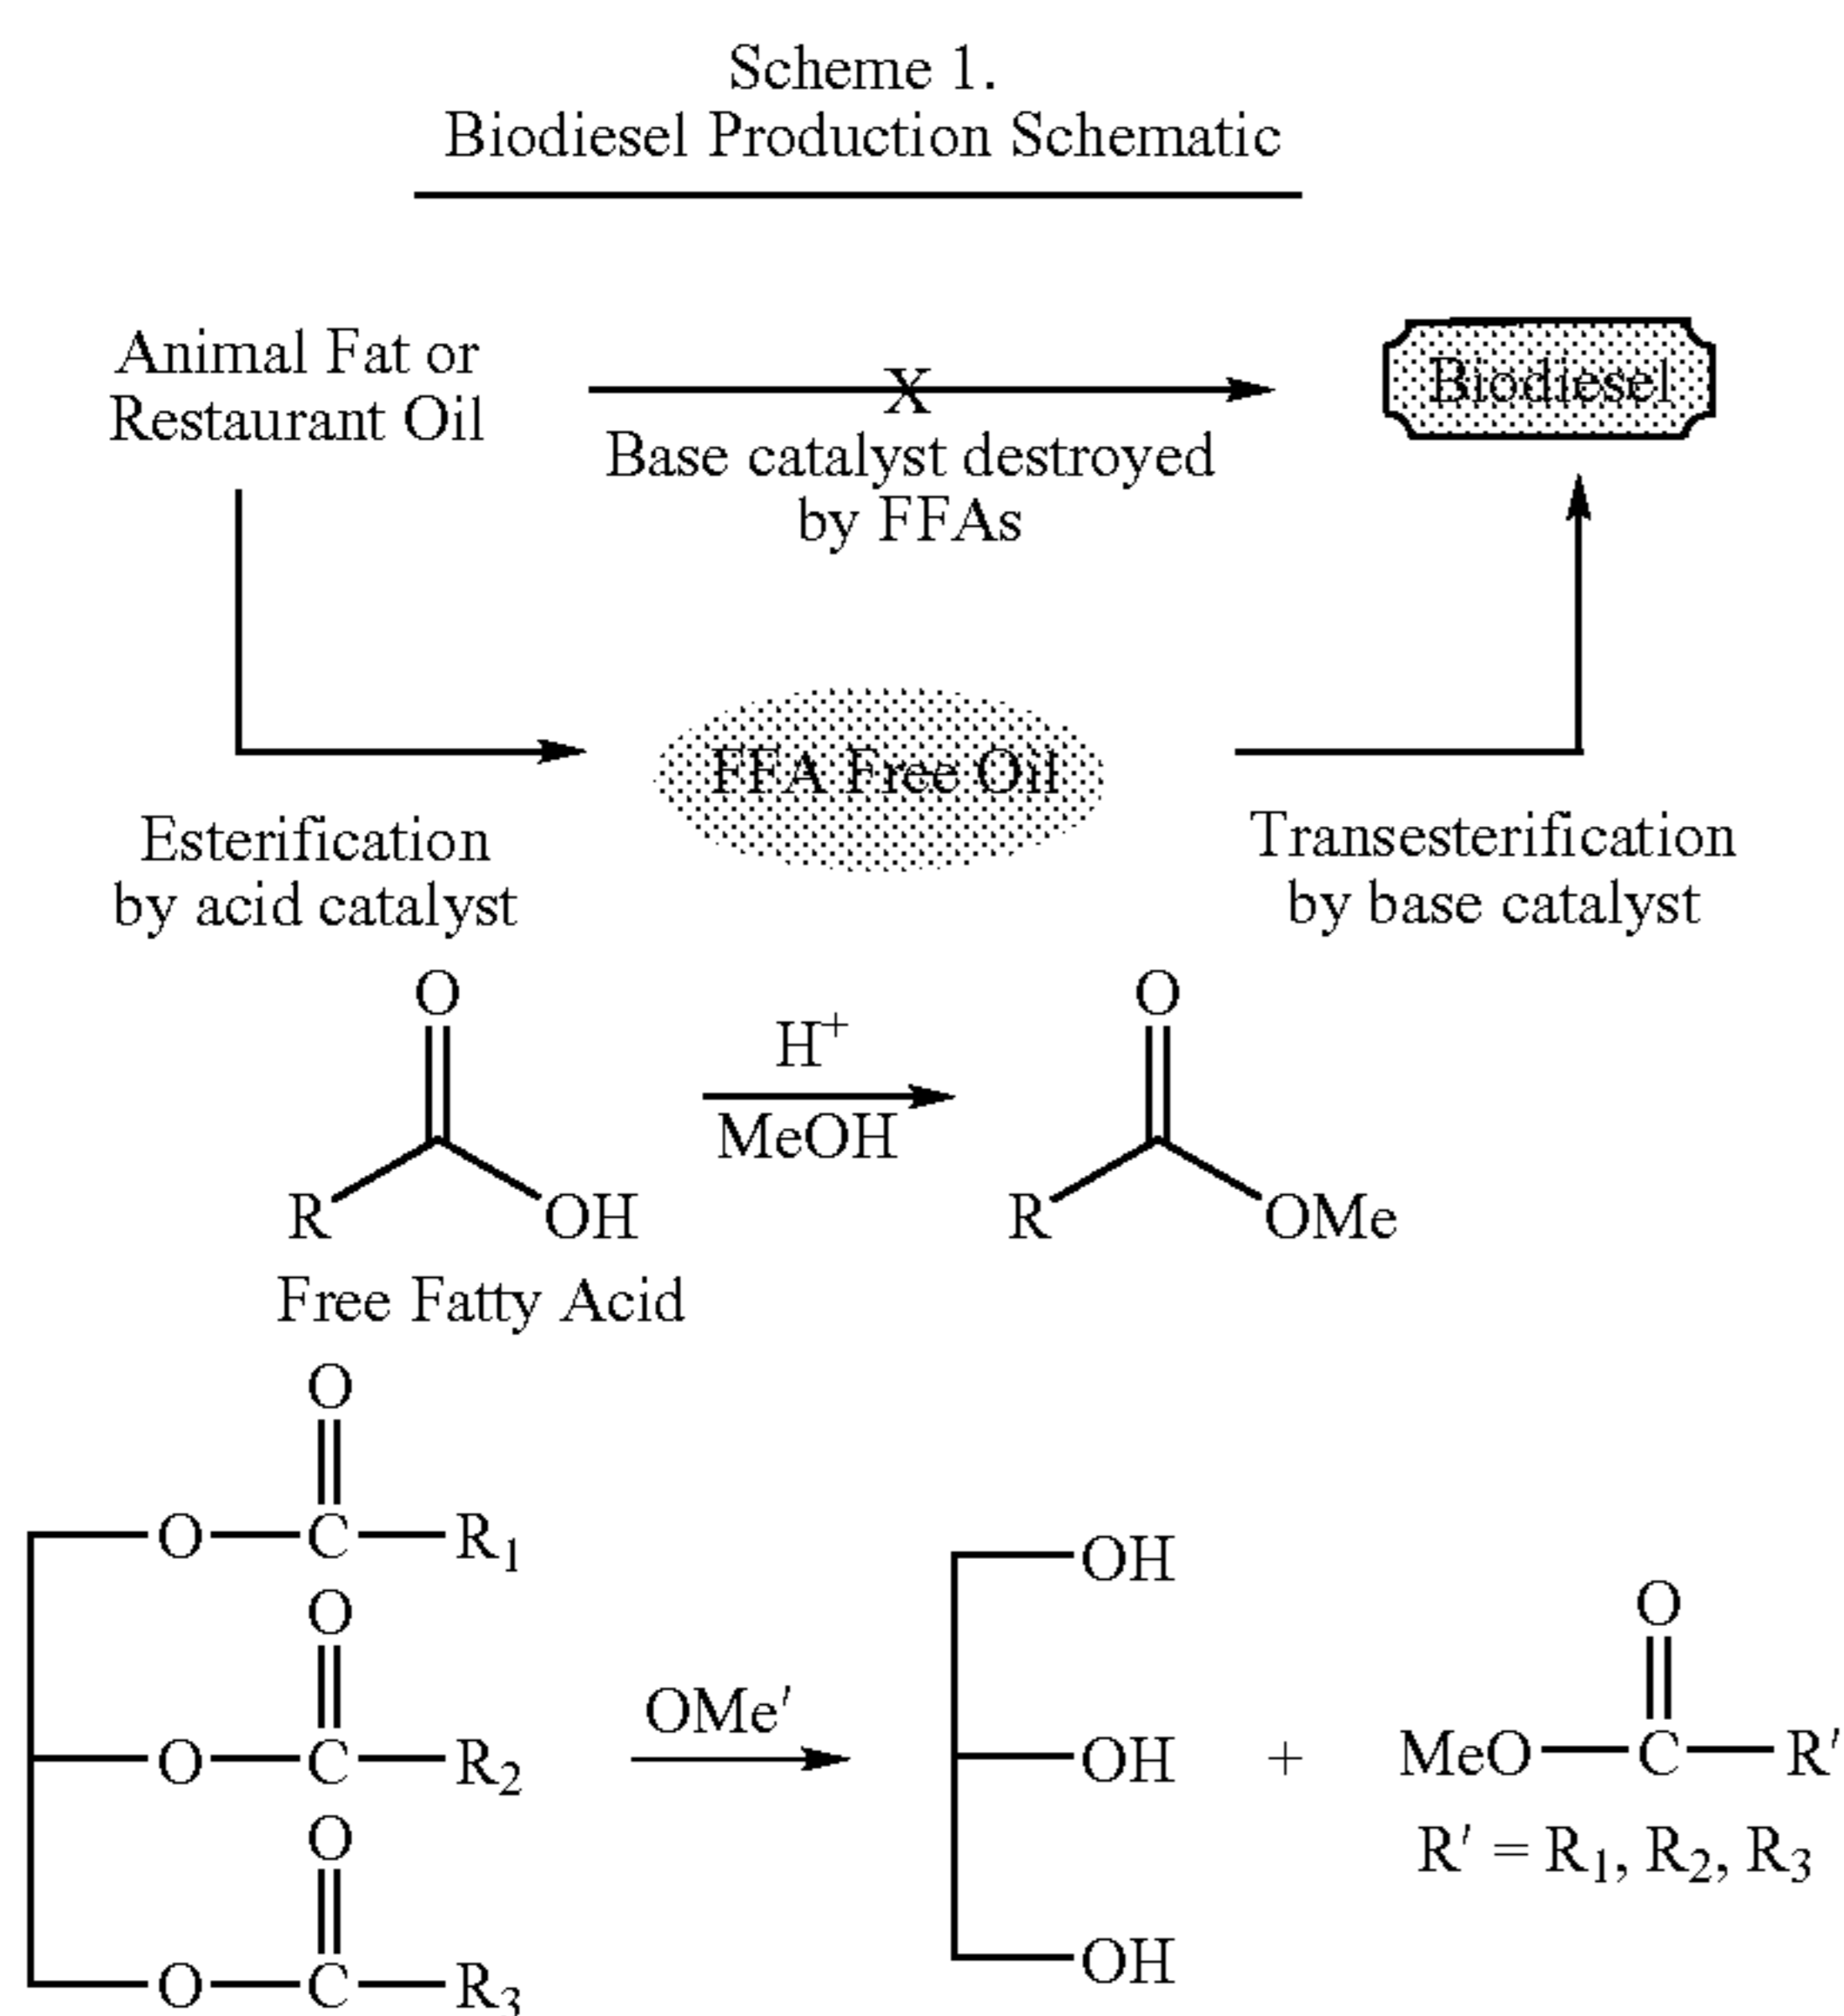 Scheme 1.
Biodiesel Production Schematic
Animal Fat or
Restaurant Oil
X
Base catalyst destroyed
by FFAs
Biodiesel
FFA Free Oil
Esterification
by acid catalyst
Transesterification
by base catalyst
O
R
OH
Free Fatty Acid
H⁺
MeOH
O
R
OMe
O
O—C—R₁
O
O—C—R₂
O
O—C—R₃
OMe′
OH
OH
OH
+
O
MeO—C—R′
R′ = R₁, R₂, R₃